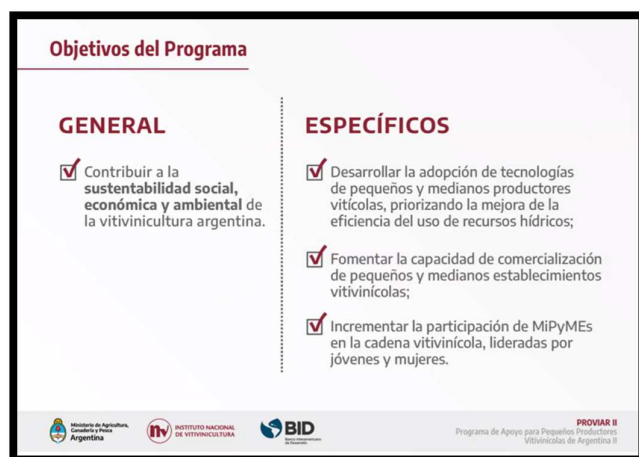 Objetivos del Programa
GENERAL
Contribuir a la
sustentabilidad social,
económica y ambiental de
la vitivinicultura argentina.
ESPECÍFICOS
Desarrollar la adopción de tecnologías
de pequeños y medianos productores
vitícolas, priorizando la mejora de la
eficiencia del uso de recursos hídricos;
Fomentar la capacidad de comercialización
de pequeños y medianos establecimientos
vitivinícolas;
Incrementar la participación de MiPyMEs
en la cadena vitivinícola, lideradas por
jóvenes y mujeres.
Ministerio de Agricultura,
Ganadería y Pesca
Argentina
INSTITUTO NACIONAL
DE VITIVINICULTURA
BID
Banco Interamericano
de Desarrollo
PROVIAR II
Programa de Apoyo para Pequeños Productores
Vitivinícolas de Argentina II